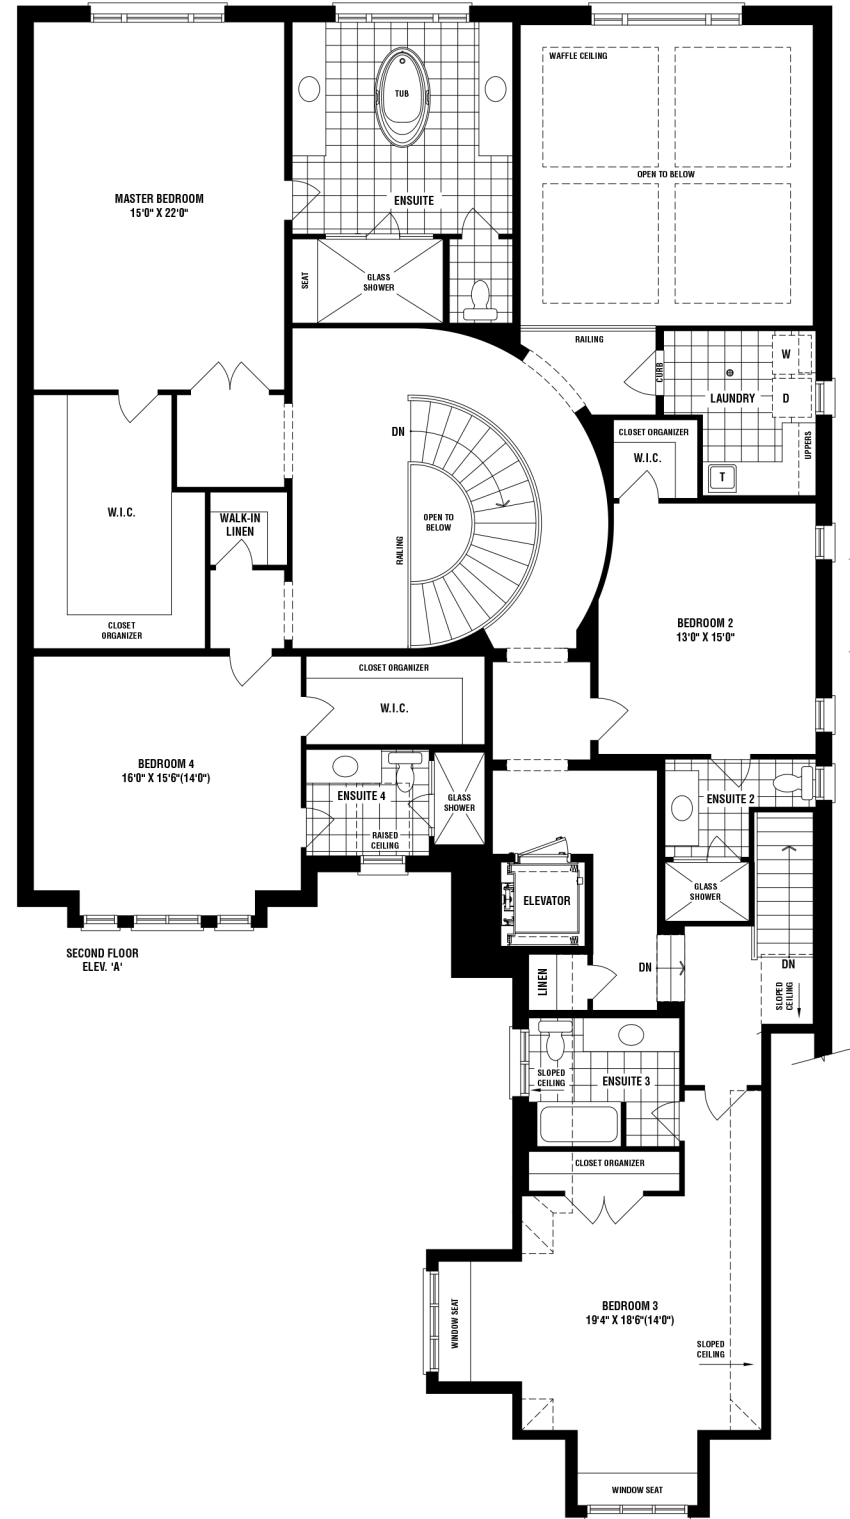 WAFFLE CEILING
TUB
OPEN TO BELOW
MASTER BEDROOM
15'0" X 22'0"
ENSUITE
SEAT
GLASS
SHOWER
RAILING
W
CURB
LAUNDRY
D
DN
CLOSET ORGANIZER
W.I.C.
UPPERS
T
W.I.C.
WALK-IN
LINEN
OPEN TO
BELOW
RAILING
CLOSET
ORGANIZER
BEDROOM 2
13'0" X 15'0"
CLOSET ORGANIZER
W.I.C.
BEDROOM 4
16'0" X 15'6"(14'0")
ENSUITE 4
GLASS
SHOWER
RAISED
CEILING
ENSUITE 2
GLASS
SHOWER
ELEVATOR
SECOND FLOOR
ELEV. 'A'
LINEN
DN
DN
SLOPED
CEILING
SLOPED
CEILING
ENSUITE 3
CLOSET ORGANIZER
WINDOW SEAT
BEDROOM 3
19'4" X 18'6"(14'0")
SLOPED
CEILING
WINDOW SEAT